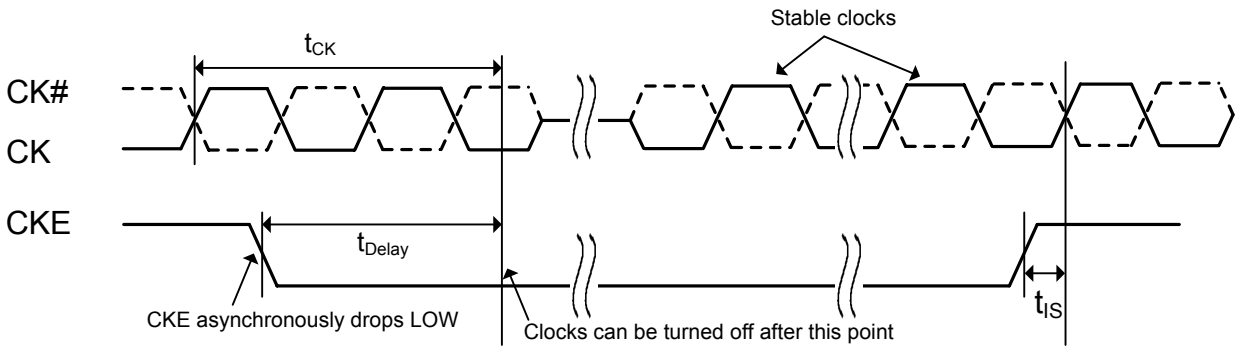 Stable clocks
tCK
CK#
CK
CKE
tDelay
tIS
CKE asynchronously drops LOW
Clocks can be turned off after this point